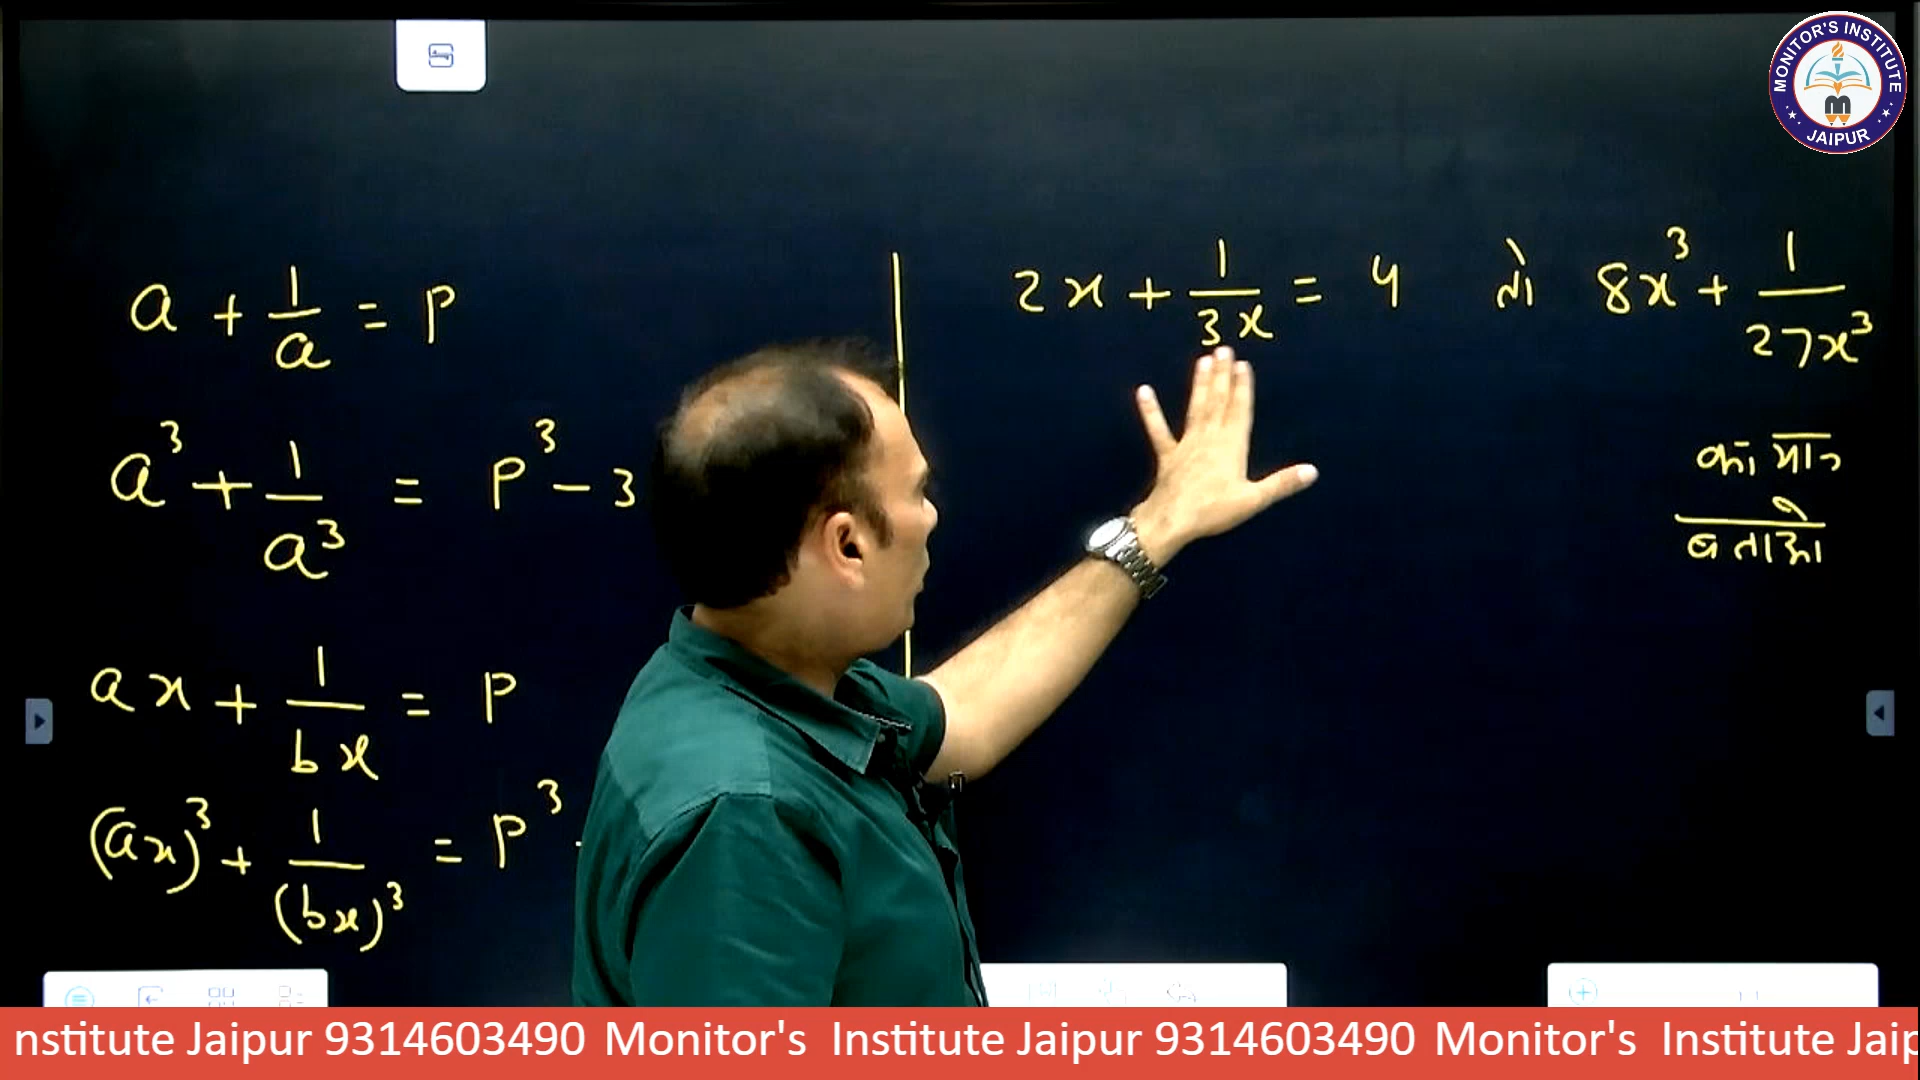 MONITOR'S INSTITUTE
JAIPUR
a + 1/a = P
a³ + 1/a³ = P³ - 3
ax + 1/bx = P
(ax)³ + 1/(bx)³ = P³
2x + 1/3x = 4 तो 8x³ + 1/27x³
का मान
बताओ
nstitute Jaipur 9314603490 Monitor's Institute Jaipur 9314603490 Monitor's Institute Jaip